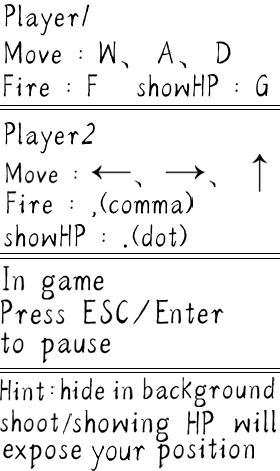 Player1
Move : W、 A、 D
Fire : F showHP : G
Player2
Move : ←、 →、 ↑
Fire : ,(comma)
showHP : .(dot)
In game
Press ESC/Enter
to pause
Hint:hide in background
shoot/showing HP will
expose your position